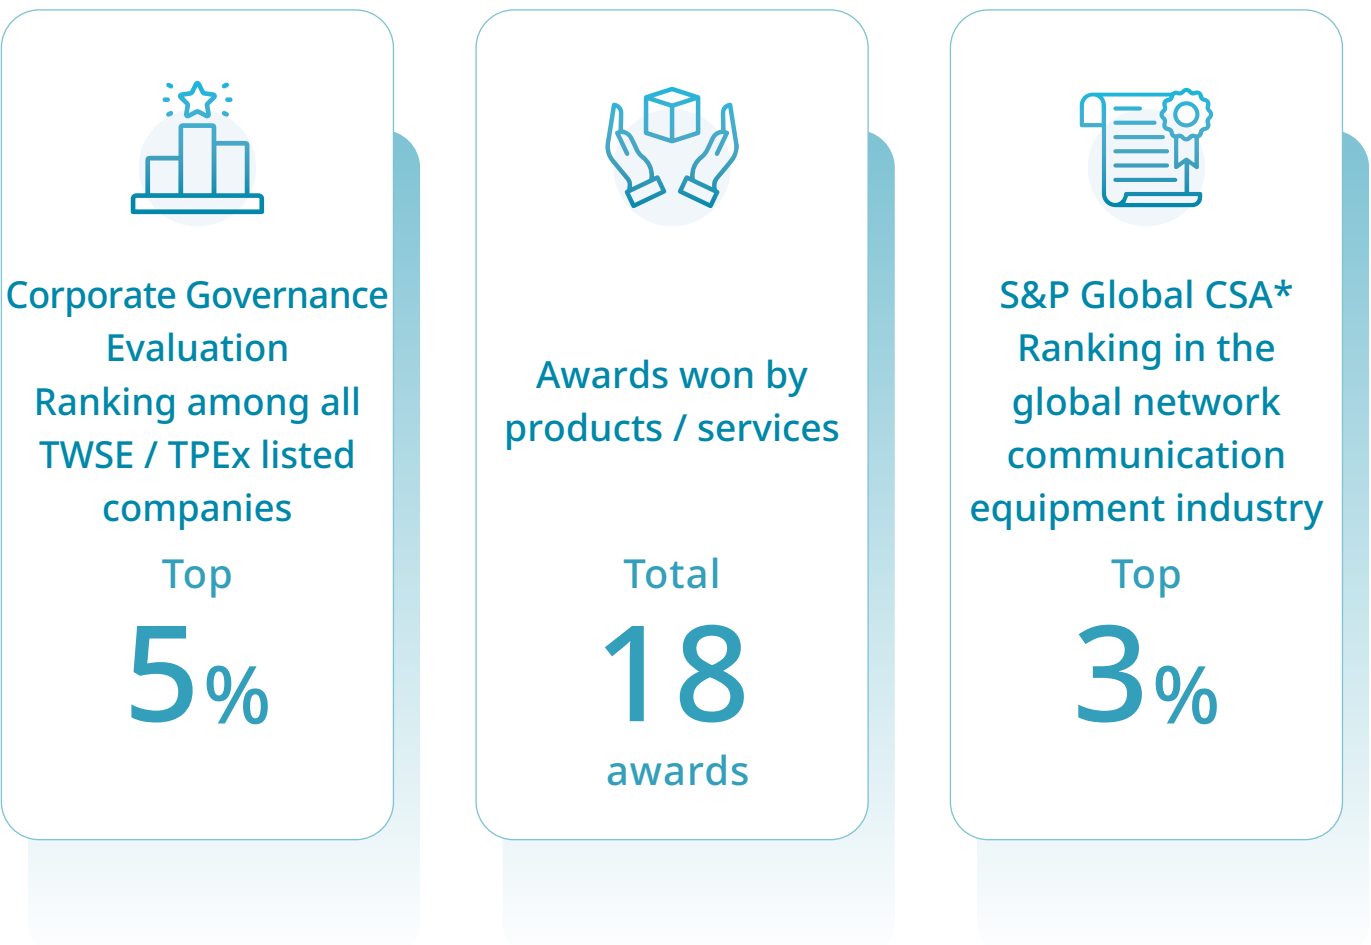 Corporate Governance
Evaluation
Ranking among all
TWSE / TPEx listed
companies
Top
5%
Awards won by
products / services
Total
18
awards
S&P Global CSA*
Ranking in the
global network
communication
equipment industry
Top
3%